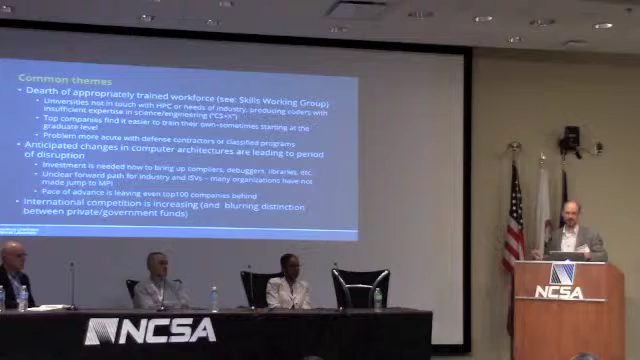 Common themes
• Dearth of appropriately trained workforce (see: Skills Working Group)
• Universities not in touch with HPC or needs of industry, producing coders with
insufficient expertise in science/engineering ("CS+X")
• Top companies find it easier to train their own–sometimes starting at the
graduate level
• Problem more acute with defense contractors or classified programs
• Anticipated changes in computer architectures are leading to period
of disruption
• Investment is needed now to bring up compilers, debuggers, libraries, etc.
• Unclear forward path for industry and ISVs – many organizations have not
made jump to MPI
• Pace of advance is leaving even top100 companies behind
• International competition is increasing (and blurring distinction
between private/government funds)
NCSA
NCSA